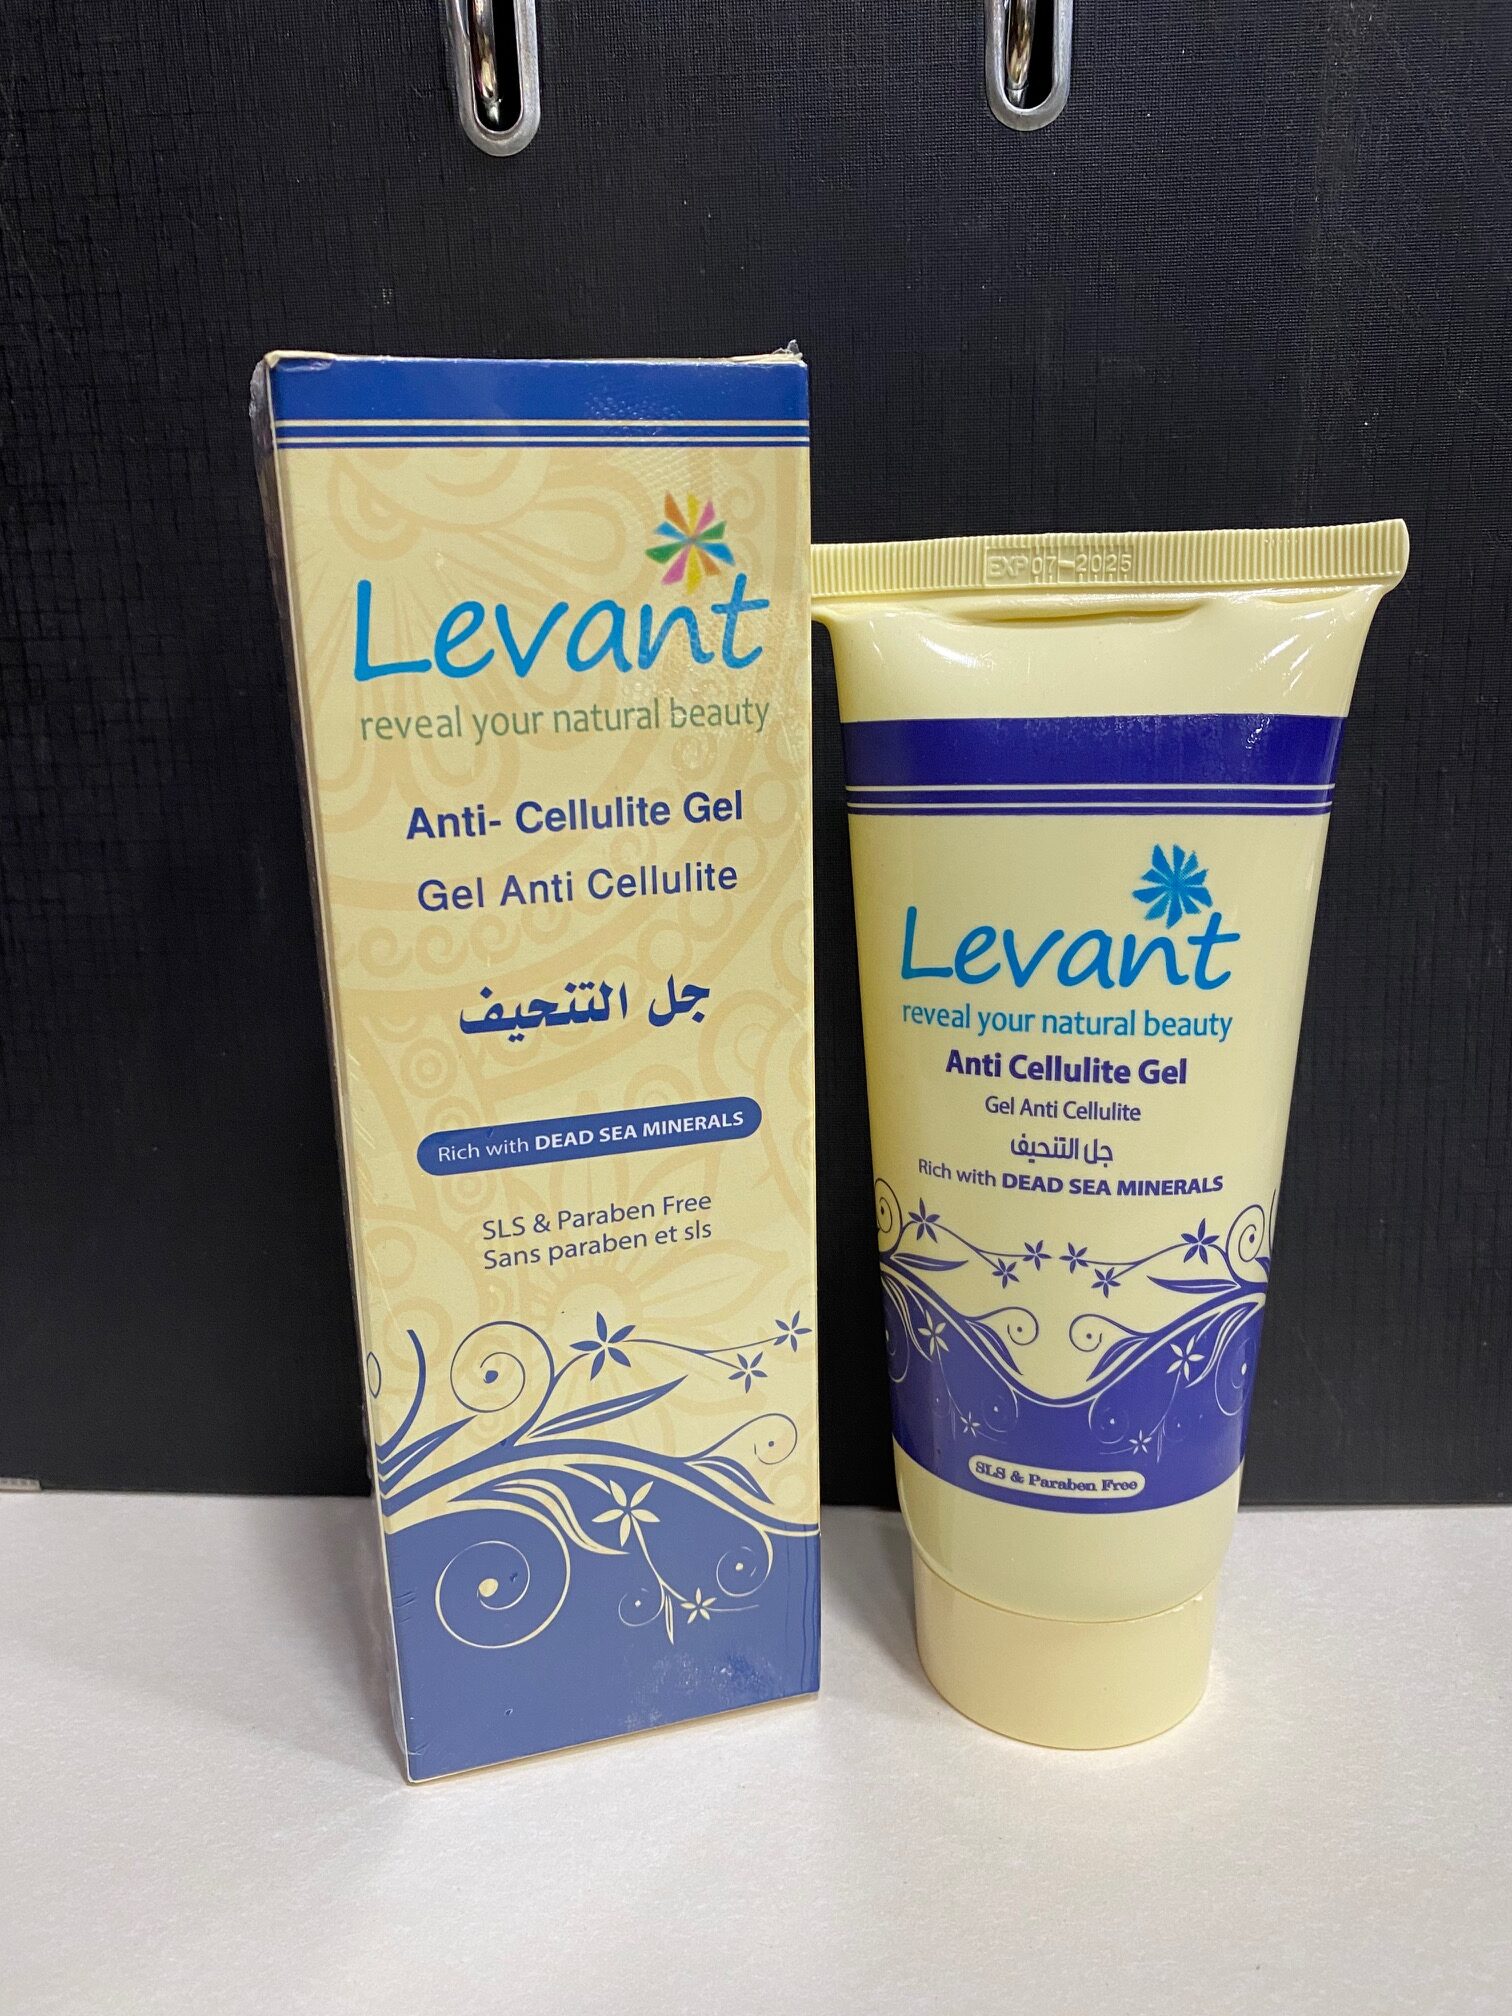 Levant
reveal your natural beauty
Anti- Cellulite Gel
Gel Anti Cellulite
جل التنحيف
Rich with DEAD SEA MINERALS
SLS & Paraben Free
Sans paraben et sls
EXP 07-2025
Levant
reveal your natural beauty
Anti Cellulite Gel
Gel Anti Cellulite
جل التنحيف
Rich with DEAD SEA MINERALS
SLS & Paraben Free